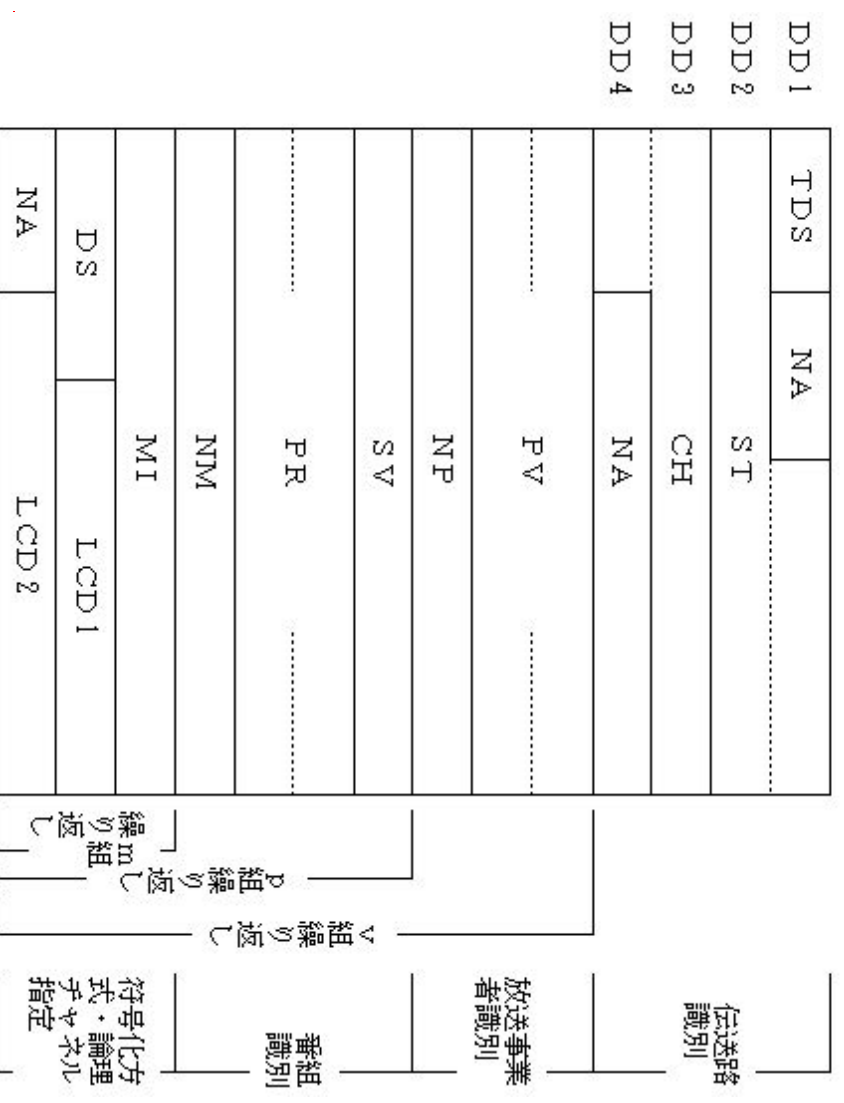 DD1 TDS NA
DD2 ST
DD3 CH
DD4 NA
PV
NP
SV
PR
NM
MI
DS LCD1
NA LCD2
m組
繰り返し
p組繰り返し
v組繰り返し
伝送路
識別
放送事業
者識別
番組
識別
符号化方
式・論理
チャネル
指定